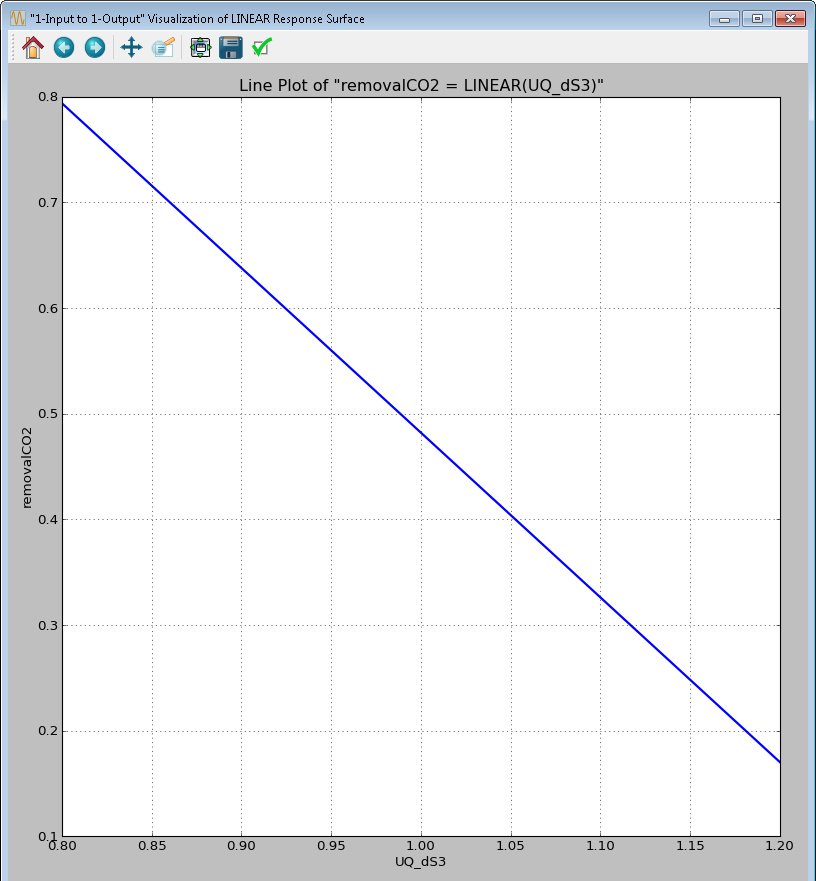 "1-Input to 1-Output" Visualization of LINEAR Response Surface
Line Plot of "removalCO2 = LINEAR(UQ_dS3)"
0.8
0.7
0.6
0.5
0.4
0.3
0.2
0.1
removalCO2
0.80 0.85 0.90 0.95 1.00 1.05 1.10 1.15 1.20
UQ_dS3